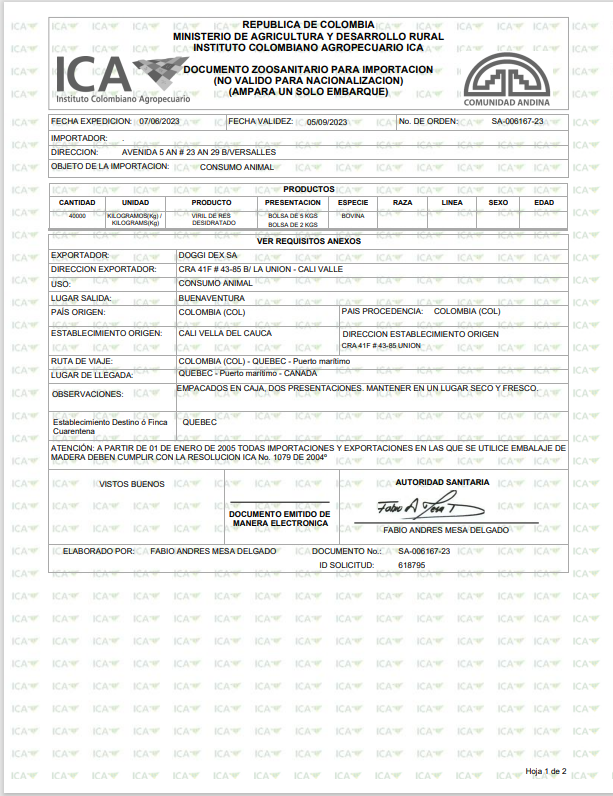 REPUBLICA DE COLOMBIA
MINISTERIO DE AGRICULTURA Y DESARROLLO RURAL
INSTITUTO COLOMBIANO AGROPECUARIO ICA
ICA
Instituto Colombiano Agropecuario
DOCUMENTO ZOOSANITARIO PARA IMPORTACION
(NO VALIDO PARA NACIONALIZACION)
(AMPARA UN SOLO EMBARQUE)
COMUNIDAD ANDINA
FECHA EXPEDICION: 07/06/2023 FECHA VALIDEZ: 05/09/2023 No. DE ORDEN: SA-006167-23
IMPORTADOR: .
DIRECCION: AVENIDA 5 AN # 23 AN 29 B/VERSALLES
OBJETO DE LA IMPORTACION: CONSUMO ANIMAL
PRODUCTOS
CANTIDAD UNIDAD PRODUCTO PRESENTACION ESPECIE RAZA LINEA SEXO EDAD
40000 KILOGRAMOS(Kg) / KILOGRAMS(Kg) VIRIL DE RES DESIDRATADO BOLSA DE 5 KGS BOLSA DE 2 KGS BOVINA
VER REQUISITOS ANEXOS
EXPORTADOR: DOGGI DEX SA
DIRECCION EXPORTADOR: CRA 41F # 43-85 B/ LA UNION - CALI VALLE
USO: CONSUMO ANIMAL
LUGAR SALIDA: BUENAVENTURA
PAÍS ORIGEN: COLOMBIA (COL) PAIS PROCEDENCIA: COLOMBIA (COL)
ESTABLECIMIENTO ORIGEN: CALI VELLA DEL CAUCA DIRECCION ESTABLECIMIENTO ORIGEN
CRA 41F # 43-85 UNION
RUTA DE VIAJE: COLOMBIA (COL) - QUEBEC - Puerto marítimo
LUGAR DE LLEGADA: QUEBEC - Puerto marítimo - CANADA
OBSERVACIONES: EMPACADOS EN CAJA, DOS PRESENTACIONES. MANTENER EN UN LUGAR SECO Y FRESCO.
Establecimiento Destino ó Finca QUEBEC
Cuarentena
ATENCIÓN: A PARTIR DE 01 DE ENERO DE 2005 TODAS IMPORTACIONES Y EXPORTACIONES EN LAS QUE SE UTILICE EMBALAJE DE
MADERA DEBEN CUMPLIR CON LA RESOLUCION ICA No. 1079 DE 2004º
VISTOS BUENOS
DOCUMENTO EMITIDO DE
MANERA ELECTRONICA
AUTORIDAD SANITARIA
FABIO ANDRES MESA DELGADO
ELABORADO POR: FABIO ANDRES MESA DELGADO DOCUMENTO No.: SA-006167-23
ID SOLICITUD: 618795
Hoja 1 de 2